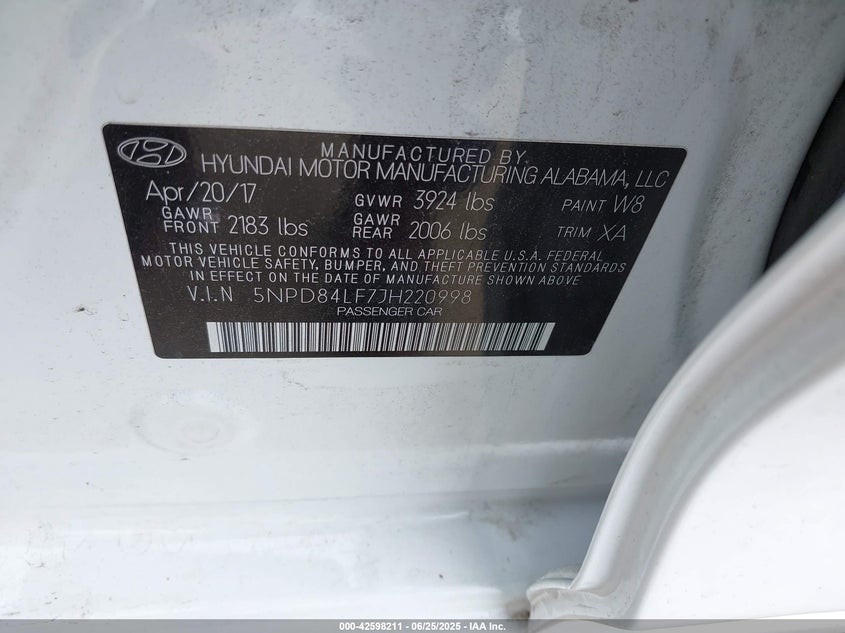 MANUFACTURED BY
HYUNDAI MOTOR MANUFACTURING ALABAMA, LLC
Apr/20/17 GVWR 3924 lbs PAINT W8
GAWR FRONT 2183 lbs GAWR REAR 2006 lbs TRIM XA
THIS VEHICLE CONFORMS TO ALL APPLICABLE U.S.A. FEDERAL
MOTOR VEHICLE SAFETY, BUMPER, AND THEFT PREVENTION STANDARDS
IN EFFECT ON THE DATE OF MANUFACTURE SHOWN ABOVE
V.I.N 5NPD84LF7JH220998
PASSENGER CAR
000-42598211 - 06/25/2025 - IAA Inc.